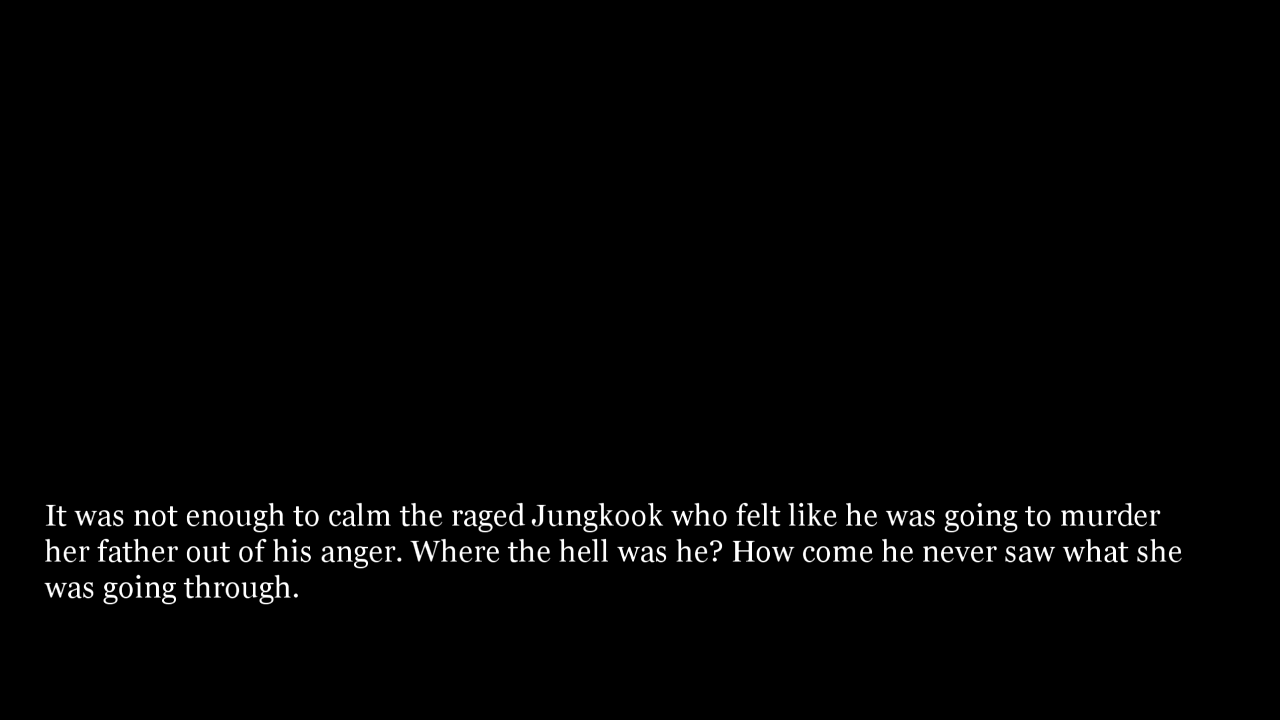 It was not enough to calm the raged Jungkook who felt like he was going to murder
her father out of his anger. Where the hell was he? How come he never saw what she
was going through.